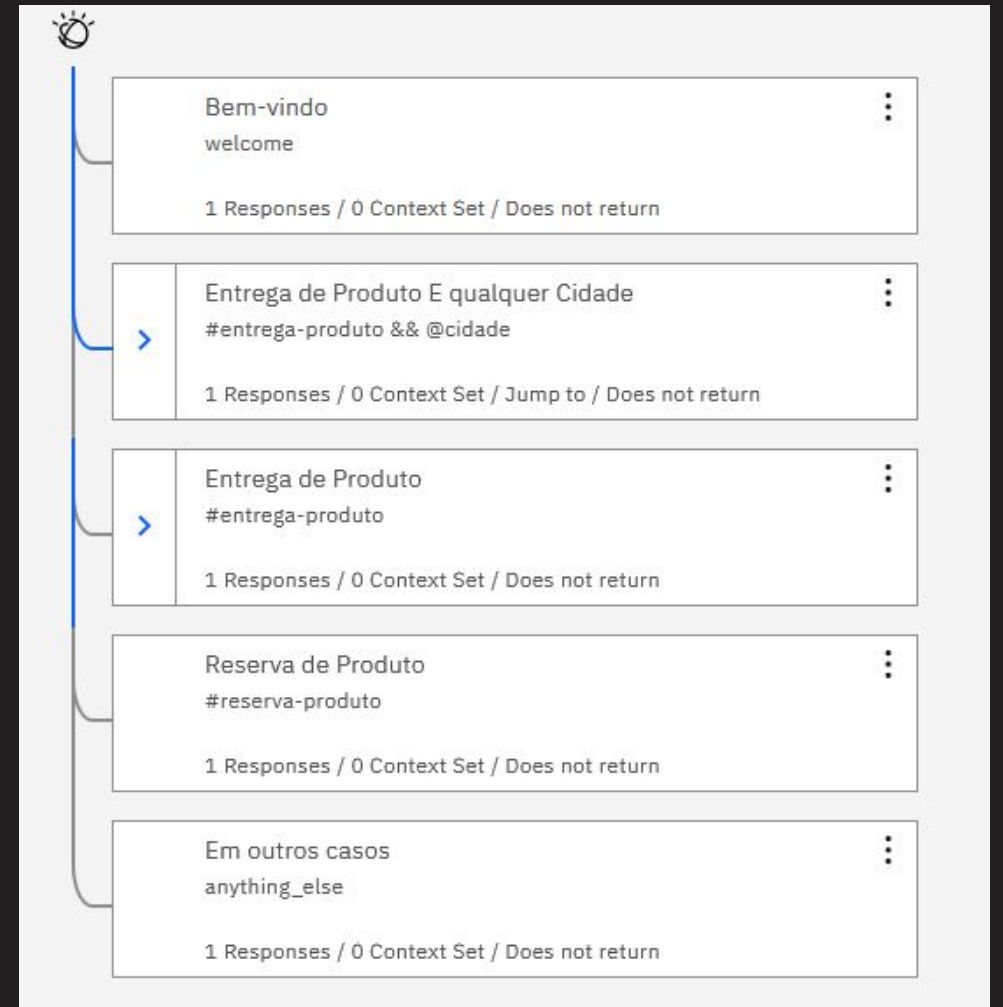 Bem-vindo
welcome
1 Responses / 0 Context Set / Does not return
Entrega de Produto E qualquer Cidade
#entrega-produto && @cidade
1 Responses / 0 Context Set / Jump to / Does not return
Entrega de Produto
#entrega-produto
1 Responses / 0 Context Set / Does not return
Reserva de Produto
#reserva-produto
1 Responses / 0 Context Set / Does not return
Em outros casos
anything_else
1 Responses / 0 Context Set / Does not return